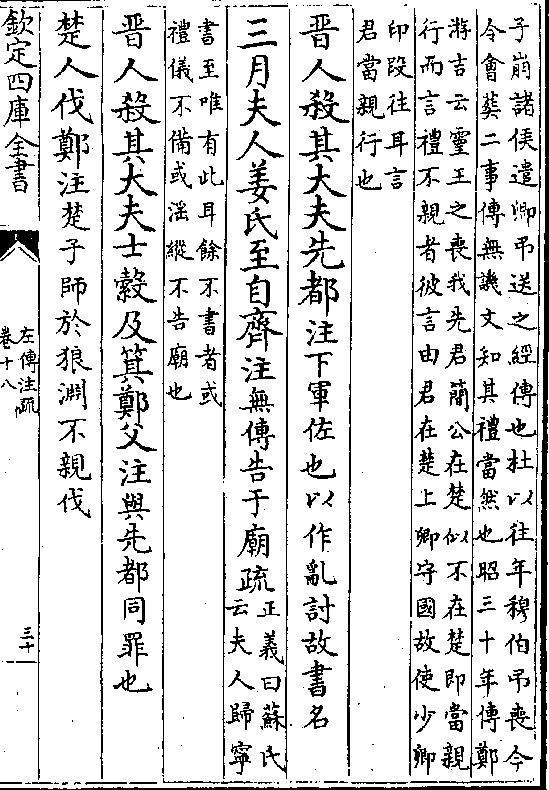 子崩諸侯遣卿弔送之經傳也杜以往年穆伯弔喪今
今會葬二事傳無譏文知其禮當然也昭三十年傳鄭
游吉云靈王之喪我先君簡公在楚似不在楚即當親
行而言禮不親者彼言由君在楚上卿守國故使少卿
印段往耳言
君當親行也
晉人殺其大夫先都注下軍佐也以作亂討故書名
三月夫人姜氏至自齊注無傳告于廟疏正義曰蘇氏
云夫人歸寧
書至唯有此耳餘不書者或
禮儀不備或淫縱不告廟也
晉人殺其大夫士縠及箕鄭父注與先都同罪也
楚人伐鄭注楚子師於狼淵不親伐
欽定四庫全書
左傳注疏
卷十八
三十